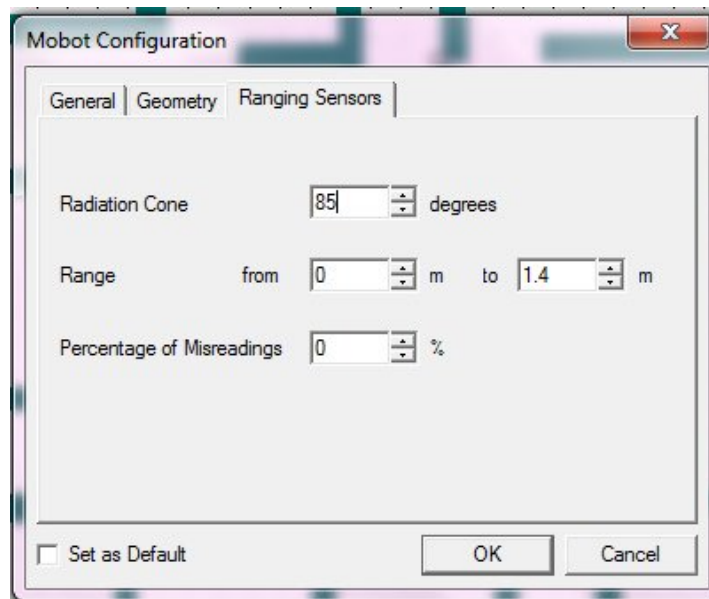 Mobot Configuration
General Geometry Ranging Sensors
Radiation Cone 85 degrees
Range from 0 m to 1.4 m
Percentage of Misreadings 0 %
Set as Default OK Cancel